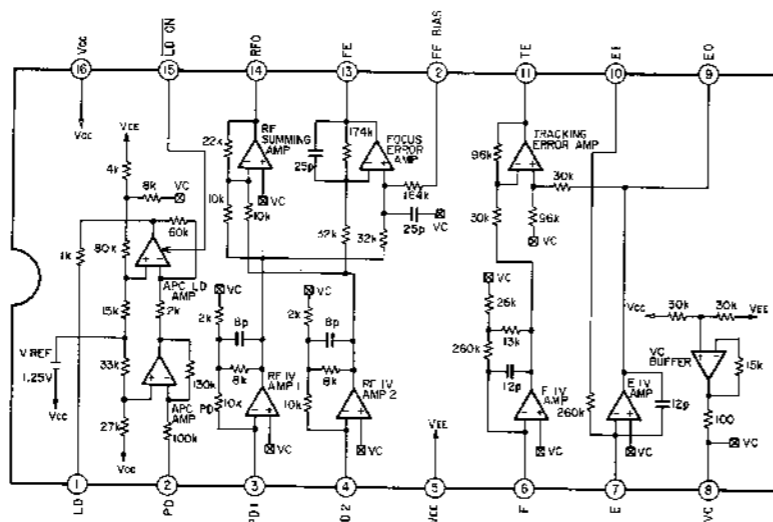 Vcc
LD ON
RFO
FE
FE BIAS
TE
EI
EO
16
15
14
13
2
11
10
9
Vcc
VEE
4k
8k
VC
60k
1k
80k
APC LD AMP
15k
2k
V REF
1.25V
Vcc
33k
130k
APC AMP
PD
27k
100k
Vcc
22k
RF SUMMING AMP
VC
10k
10k
174k
25p
FOCUS ERROR AMP
164k
25p
VC
32k
32k
VC
2k
8p
8k
10k
RF IV AMP 1
VC
VC
2k
8p
8k
10k
RF IV AMP 2
VC
VEE
96k
TRACKING ERROR AMP
30k
30k
96k
VC
VC
26k
260k
13k
12p
F IV AMP
VC
260k
E IV AMP
12p
VC
Vcc
30k
30k
VEE
VC BUFFER
15k
100
VC
1
2
3
4
5
6
7
8
LD
PD
PD1
D2
F
E
VC